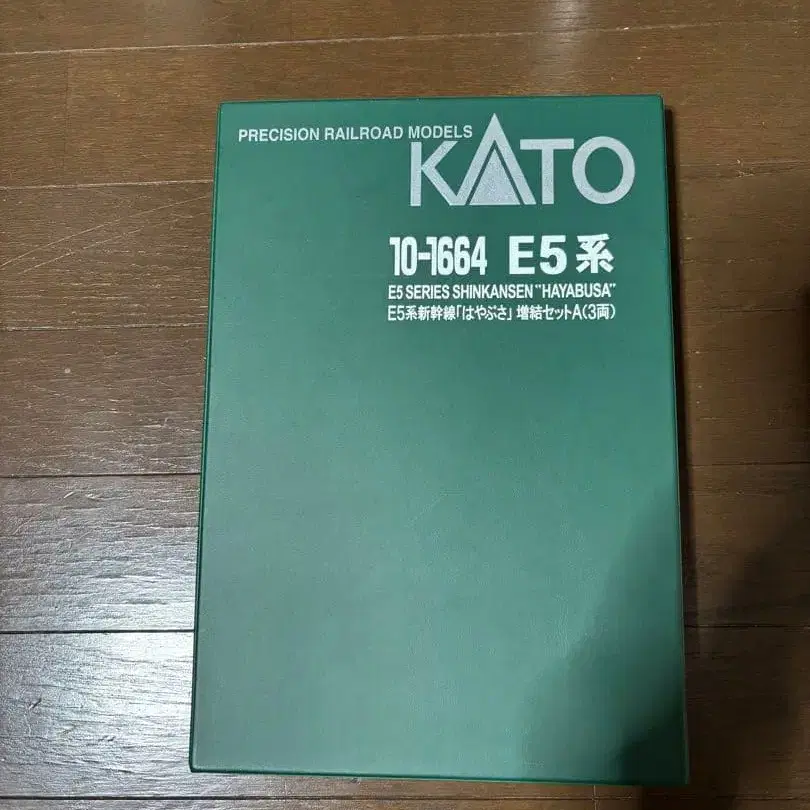 PRECISION RAILROAD MODELS
KATO
10-1664 E5系
E5 SERIES SHINKANSEN "HAYABUSA"
E5系新幹線「はやぶさ」増結セットA(3両)